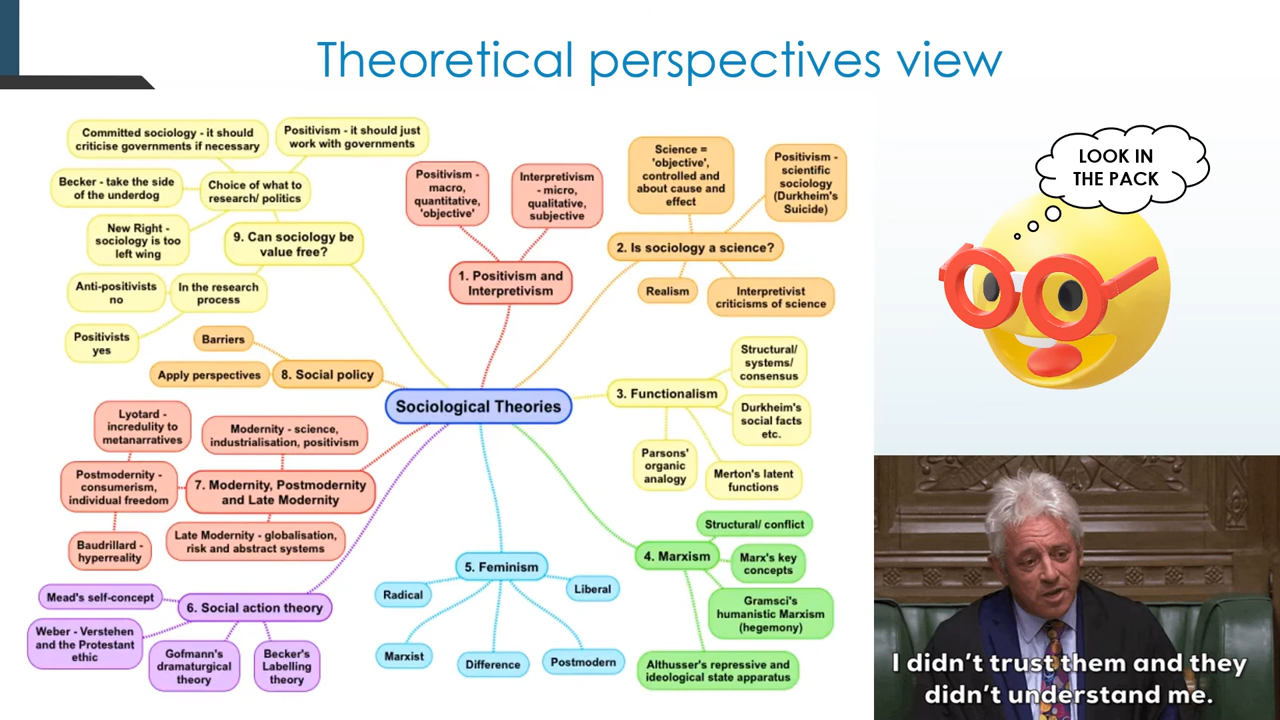 Theoretical perspectives view
Committed sociology - it should
criticise governments if necessary
Positivism - it should just
work with governments
Becker - take the side
of the underdog
Choice of what to
research/ politics
New Right -
sociology is too
left wing
9. Can sociology be
value free?
Anti-positivists
no
In the research
process
Positivists
yes
Positivism -
macro,
quantitative,
'objective'
Interpretivism
- micro,
qualitative,
subjective
1. Positivism and
Interpretivism
Science =
'objective',
controlled and
about cause and
effect
Positivism -
scientific
sociology
(Durkheim's
Suicide)
2. Is sociology a science?
Realism
Interpretivist
criticisms of science
Barriers
Apply perspectives
8. Social policy
Sociological Theories
3. Functionalism
Structural/
systems/
consensus
Durkheim's
social facts
etc.
Parsons'
organic
analogy
Merton's latent
functions
Lyotard -
incredulity to
metanarratives
Modernity - science,
industrialisation, positivism
Postmodernity -
consumerism,
individual freedom
7. Modernity, Postmodernity
and Late Modernity
Baudrillard -
hyperreality
Late Modernity - globalisation,
risk and abstract systems
4. Marxism
Structural/ conflict
Marx's key
concepts
Gramsci's
humanistic Marxism
(hegemony)
Althusser's repressive and
ideological state apparatus
5. Feminism
Radical
Liberal
Marxist
Difference
Postmodern
Mead's self-concept
6. Social action theory
Weber - Verstehen
and the Protestant
ethic
Gofmann's
dramaturgical
theory
Becker's
Labelling
theory
LOOK IN
THE PACK
I didn't trust them and they
didn't understand me.